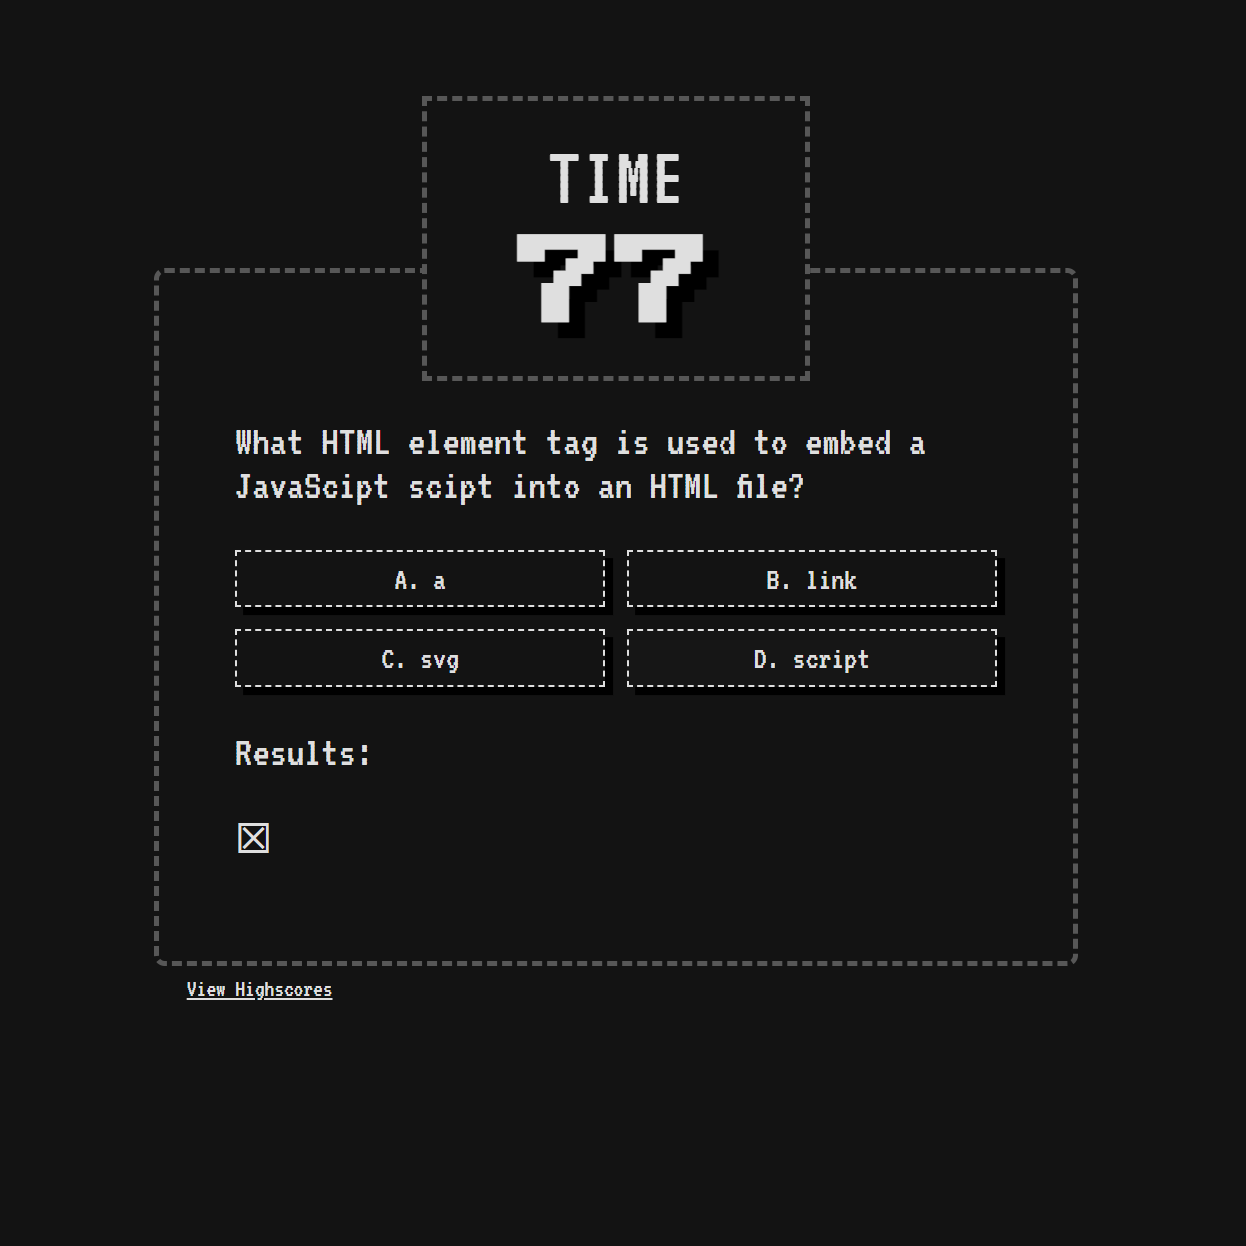 TIME
77
What HTML element tag is used to embed a
JavaScipt scipt into an HTML file?
A. a
B. link
C. svg
D. script
Results:
☒
View Highscores